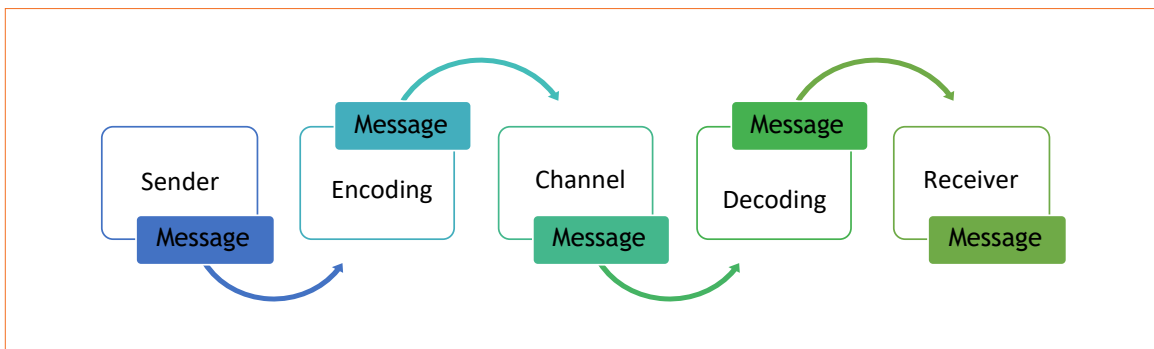 Sender
Message
Message
Encoding
Channel
Message
Message
Decoding
Receiver
Message